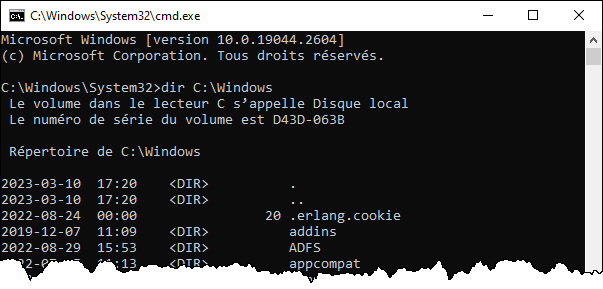 C:\Windows\System32\cmd.exe
Microsoft Windows [version 10.0.19044.2604]
(c) Microsoft Corporation. Tous droits réservés.
C:\Windows\System32>dir C:\Windows
Le volume dans le lecteur C s’appelle Disque local
Le numéro de série du volume est D43D-063B
Répertoire de C:\Windows
2023-03-10 17:20 <DIR> .
2023-03-10 17:20 <DIR> ..
2022-08-24 00:00 20 .erlang.cookie
2019-12-07 11:09 <DIR> addins
2022-08-29 15:53 <DIR> ADFS
<DIR> appcompat